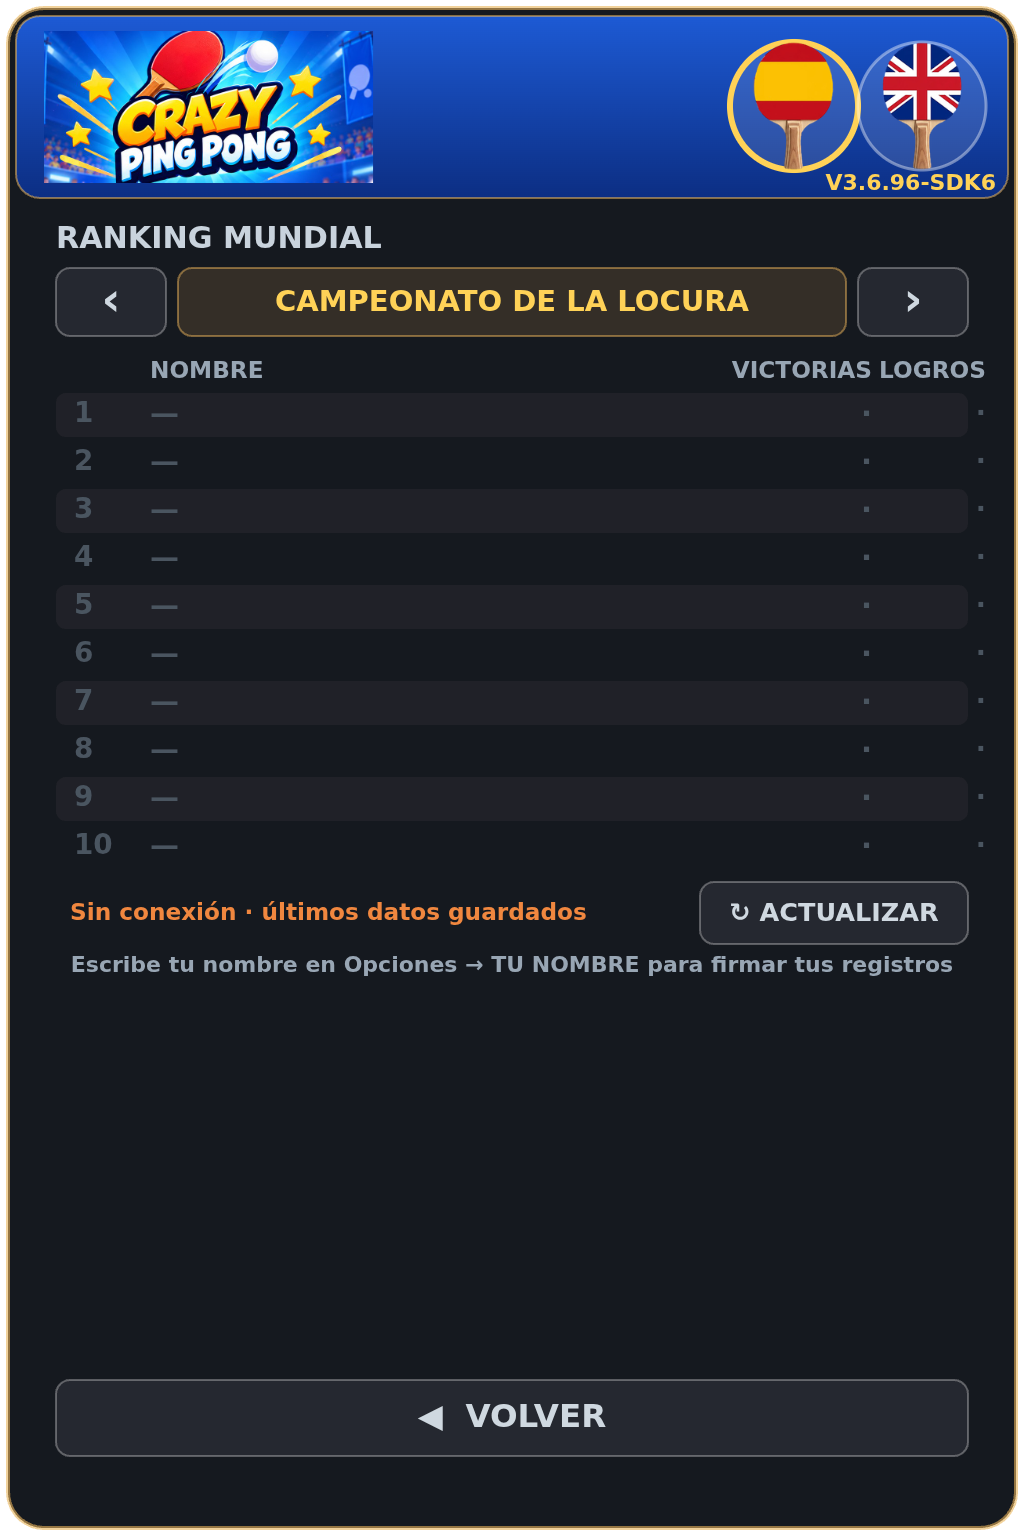 CRAZY
PING PONG
V3.6.96-SDK6
RANKING MUNDIAL
‹ CAMPEONATO DE LA LOCURA ›
NOMBRE VICTORIAS LOGROS
1 — · ·
2 — · ·
3 — · ·
4 — · ·
5 — · ·
6 — · ·
7 — · ·
8 — · ·
9 — · ·
10 — · ·
Sin conexión · últimos datos guardados ↻ ACTUALIZAR
Escribe tu nombre en Opciones → TU NOMBRE para firmar tus registros
◀ VOLVER